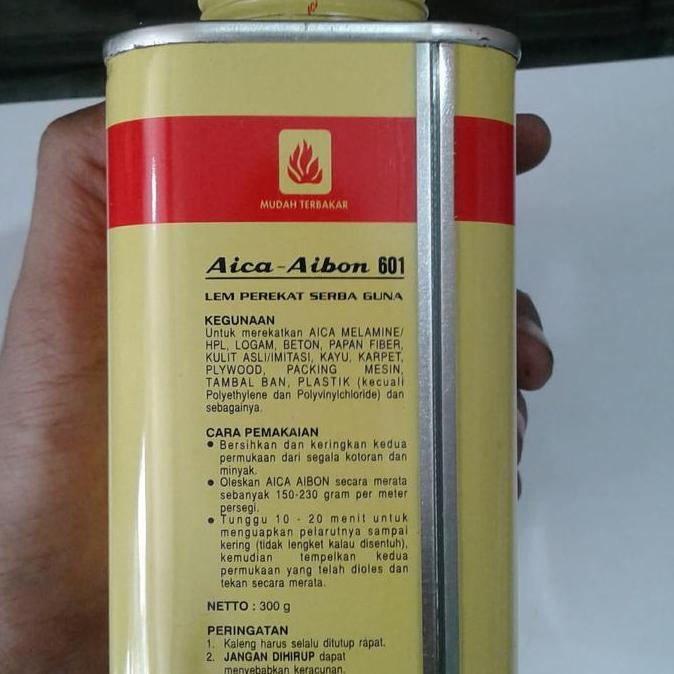 MUDAH TERBAKAR
Aica-Aibon 601
LEM PEREKAT SERBA GUNA
KEGUNAAN
Untuk merekatkan AICA MELAMINE/
HPL, LOGAM, BETON, PAPAN FIBER,
KULIT ASLI/IMITASI, KAYU, KARPET,
PLYWOOD, PACKING MESIN,
TAMBAL BAN, PLASTIK (kecuali
Polyethylene dan Polyvinylchloride) dan
sebagainya.
CARA PEMAKAIAN
● Bersihkan dan keringkan kedua
permukaan dari segala kotoran dan
minyak.
● Oleskan AICA AIBON secara merata
sebanyak 150-230 gram per meter
persegi.
● Tunggu 10 - 20 menit untuk
menguapkan pelarutnya sampai
kering (tidak lengket kalau disentuh),
kemudian tempelkan kedua
permukaan yang telah dioles dan
tekan secara merata.
NETTO : 300 g
PERINGATAN
1. Kaleng harus selalu ditutup rapat.
2. JANGAN DIHIRUP dapat
menyebabkan keracunan.